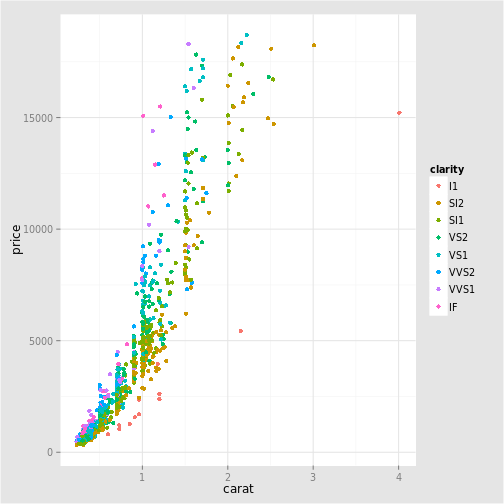 15000
10000
5000
0
price
1
2
3
4
carat
clarity
I1
SI2
SI1
VS2
VS1
VVS2
VVS1
IF